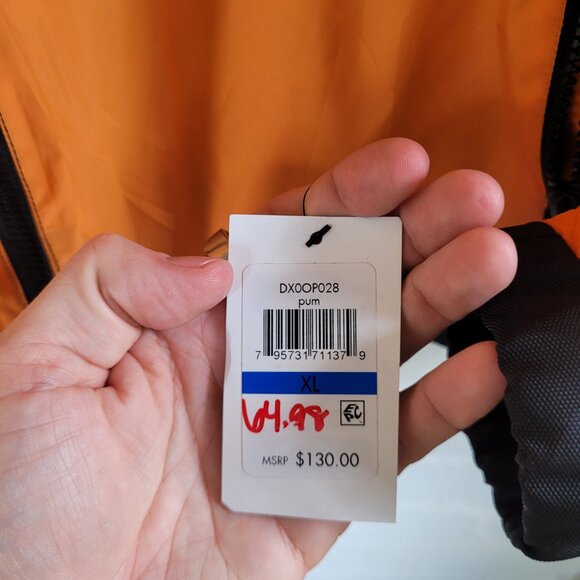 DX0OP028
pum
7 95731 71137 9
XL
64.98
MSRP $130.00